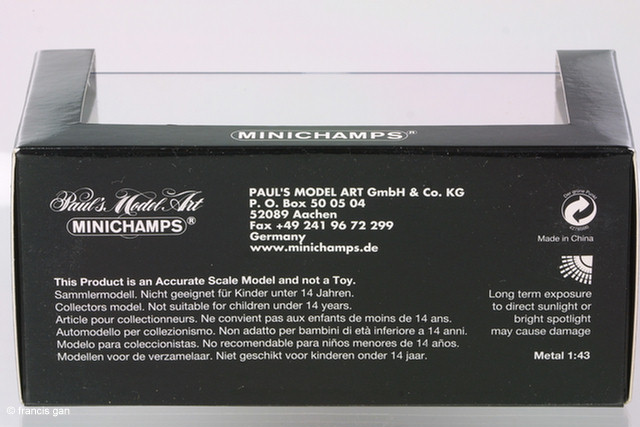 MINICHAMPS®
Paul's Model Art
MINICHAMPS®
PAUL'S MODEL ART GmbH & Co. KG
P. O. Box 50 05 04
52089 Aachen
Fax +49 241 96 72 299
Germany
www.minichamps.de
Der grüne Punkt
Made in China
This Product is an Accurate Scale Model and not a Toy.
Sammlermodell. Nicht geeignet für Kinder unter 14 Jahren.
Collectors model. Not suitable for children under 14 years.
Article pour collectionneurs. Ne convient pas aux enfants de moins de 14 ans.
Automodello per collezionismo. Non adatto per bambini di età inferiore a 14 anni.
Modelo para coleccionistas. No recomendable para niños menores de 14 años.
Modellen voor de verzamelaar. Niet geschikt voor kinderen onder 14 jaar.
Long term exposure
to direct sunlight or
bright spotlight
may cause damage
Metal 1:43
© francis gan